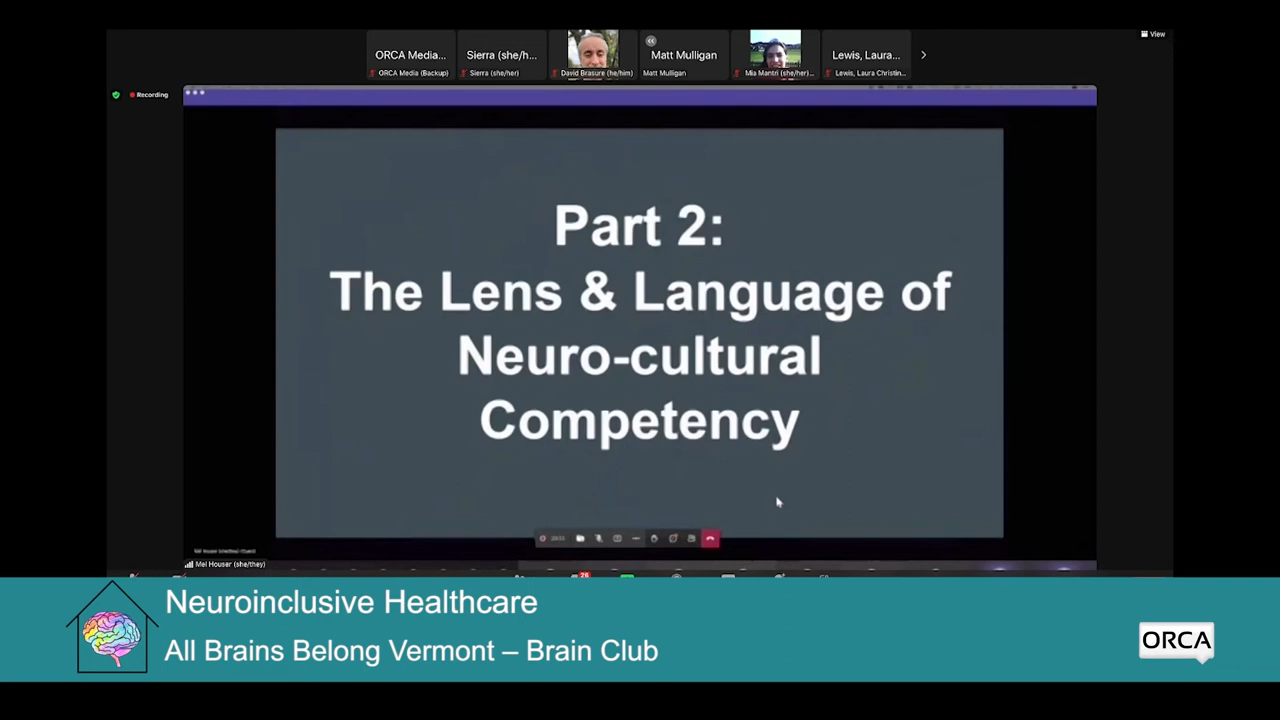 View
ORCA Media...
Sierra (she/h...
Matt Mulligan
Lewis, Laura...
ORCA Media (Backup)
Sierra (she/her)
David Brasure (he/him)
Matt Mulligan
Mia Mantri (she/her)...
Lewis, Laura Christin...
Recording
Part 2:
The Lens & Language of
Neuro-cultural
Competency
Mel Houser (she/they)
26
Neuroinclusive Healthcare
All Brains Belong Vermont – Brain Club
ORCA